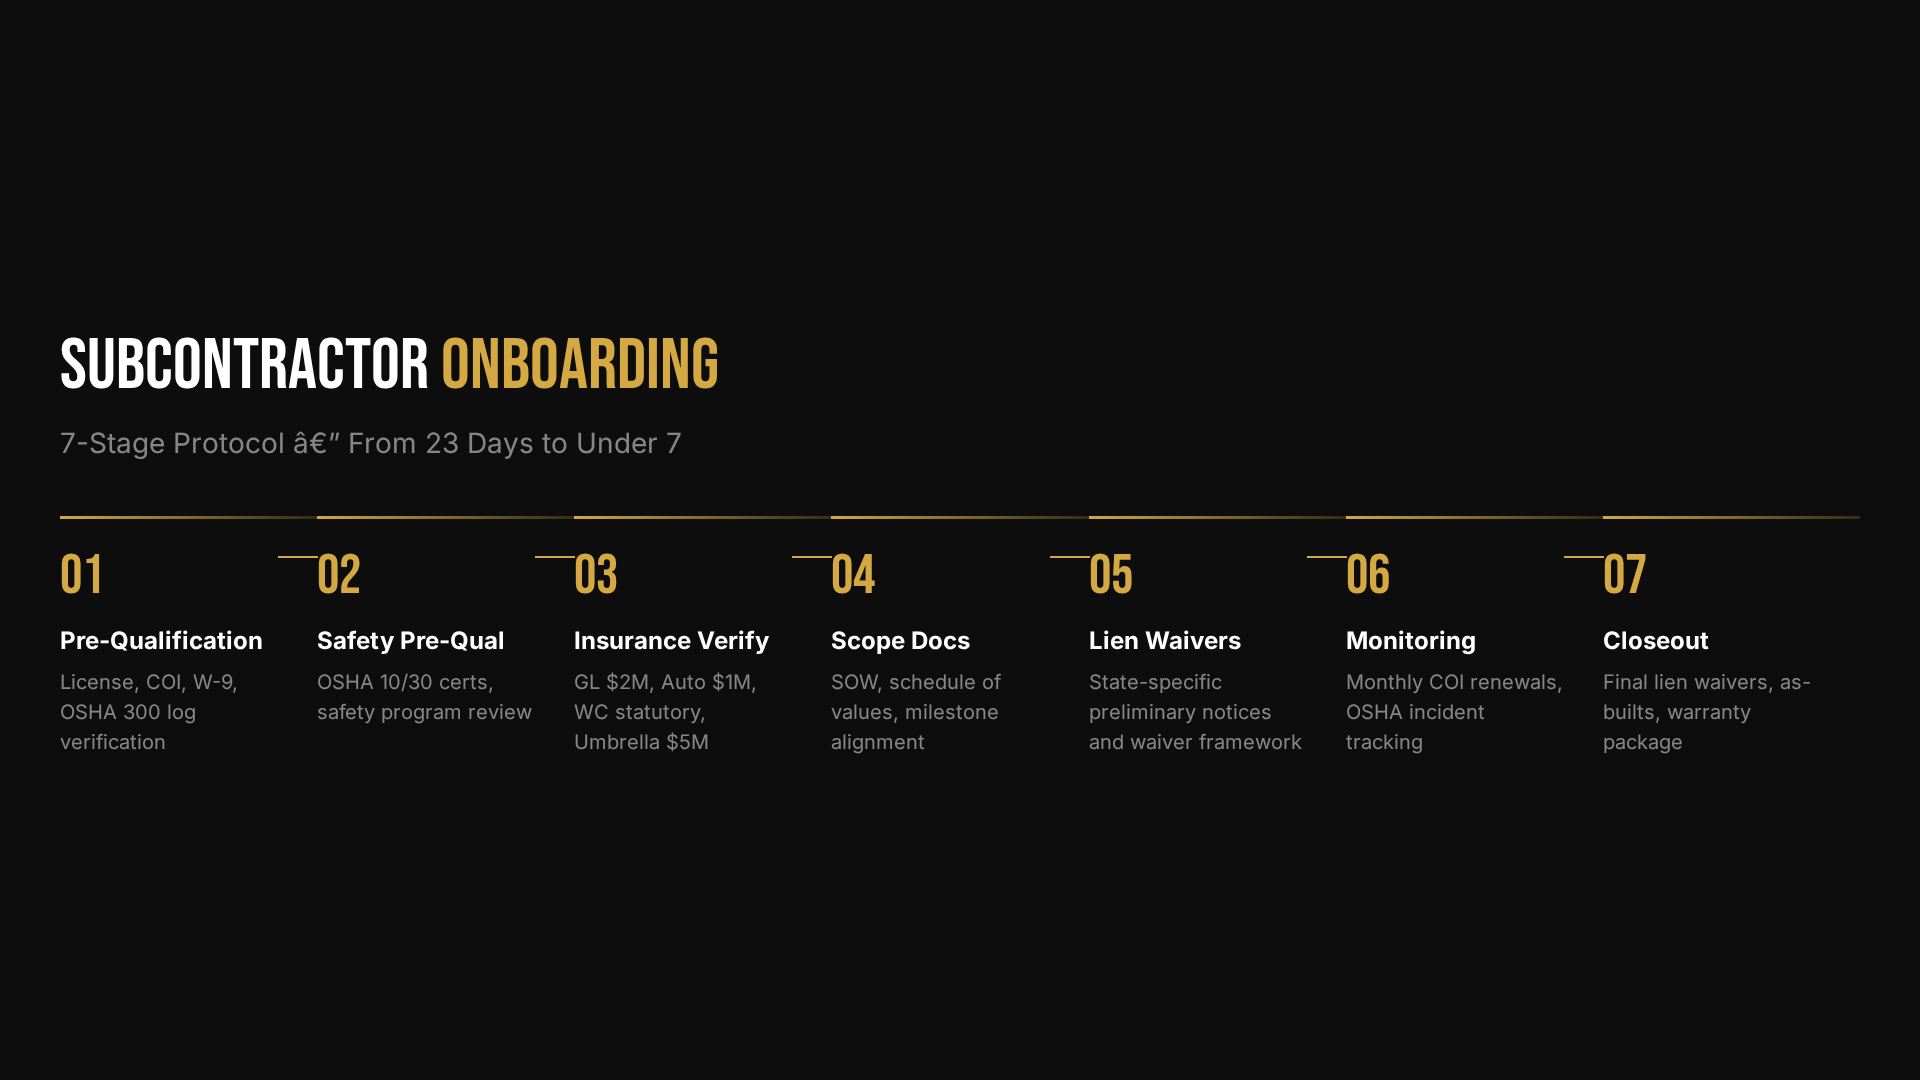 SUBCONTRACTOR ONBOARDING
7-Stage Protocol â€” From 23 Days to Under 7
01
Pre-Qualification
License, COI, W-9,
OSHA 300 log
verification
02
Safety Pre-Qual
OSHA 10/30 certs,
safety program review
03
Insurance Verify
GL $2M, Auto $1M,
WC statutory,
Umbrella $5M
04
Scope Docs
SOW, schedule of
values, milestone
alignment
05
Lien Waivers
State-specific
preliminary notices
and waiver framework
06
Monitoring
Monthly COI renewals,
OSHA incident
tracking
07
Closeout
Final lien waivers, as-
builts, warranty
package